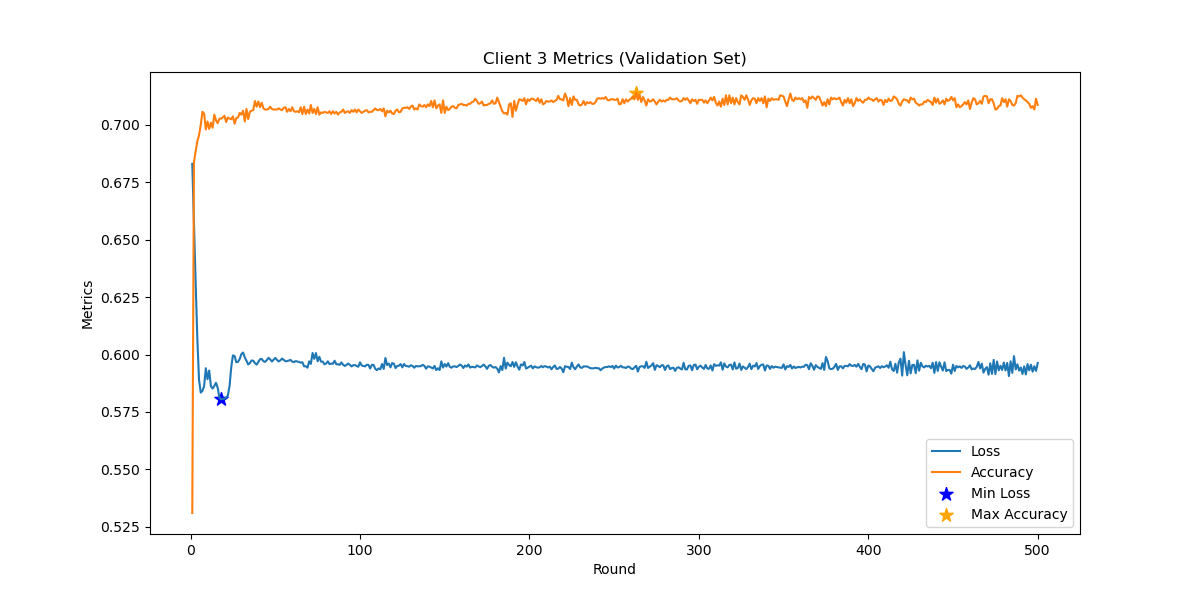 Client 3 Metrics (Validation Set)
Metrics
0.700
0.675
0.650
0.625
0.600
0.575
0.550
0.525
0
100
200
300
400
500
Round
Loss
Accuracy
Min Loss
Max Accuracy